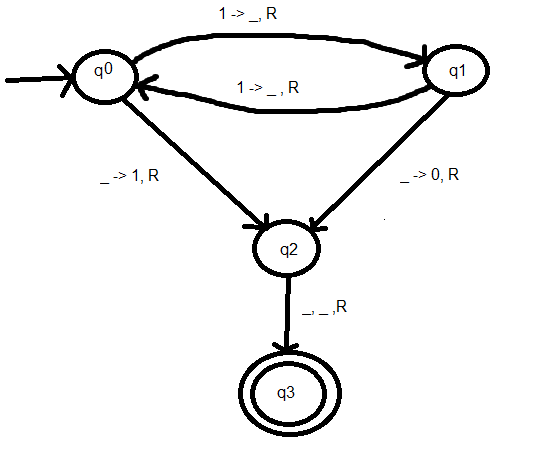 1 -> _, R
q0
q1
1 -> _ , R
_ -> 1, R
_ -> 0, R
q2
_, _ ,R
q3